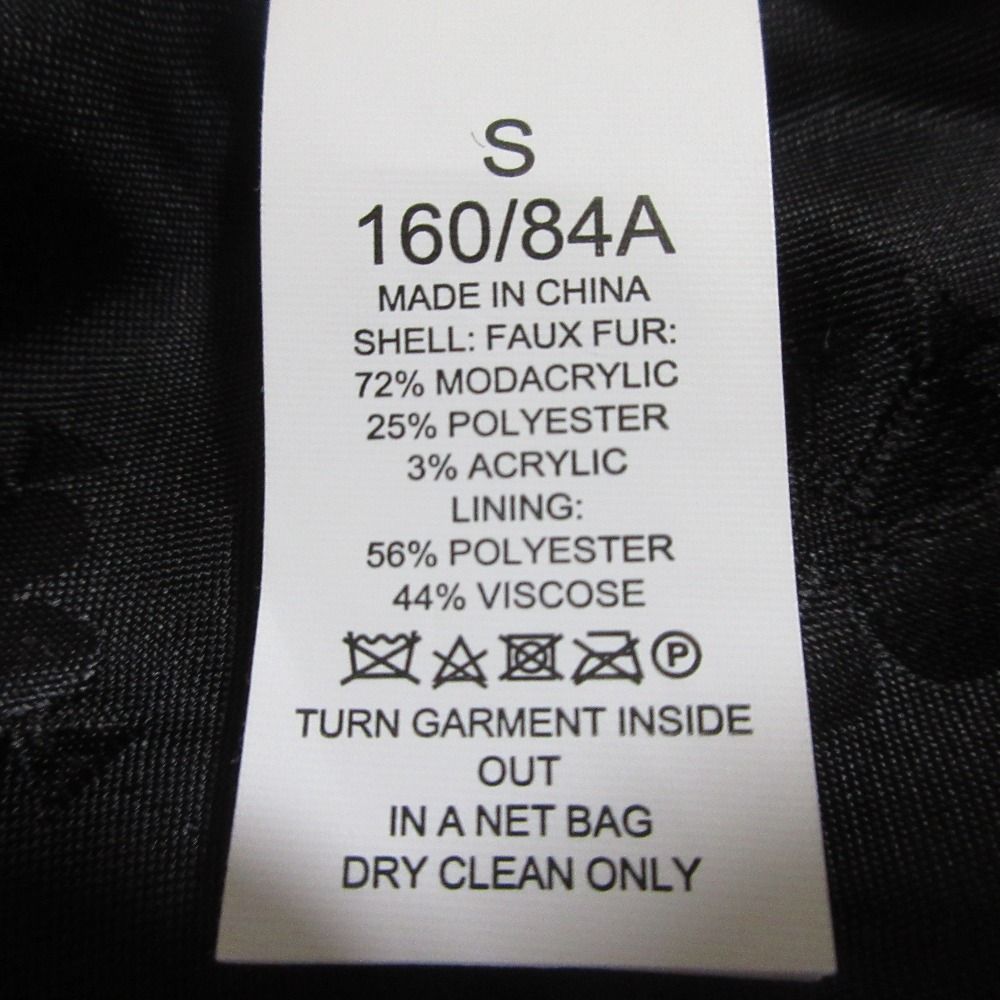 S
160/84A
MADE IN CHINA
SHELL: FAUX FUR:
72% MODACRYLIC
25% POLYESTER
3% ACRYLIC
LINING:
56% POLYESTER
44% VISCOSE
P
TURN GARMENT INSIDE
OUT
IN A NET BAG
DRY CLEAN ONLY